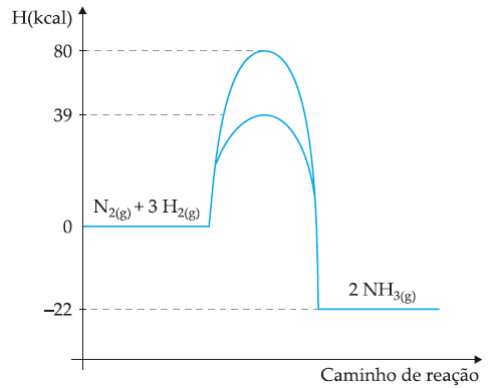 H(kcal)
80
39
N2(g) + 3 H2(g)
0
2 NH3(g)
–22
Caminho de reação